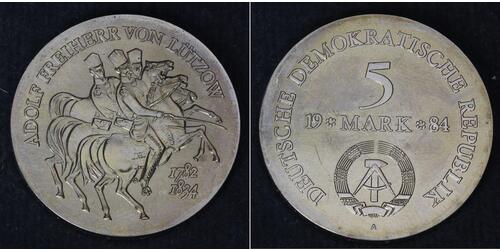 ADOLF FREIHERR VON LÜTZOW
1782
1834
DEUTSCHE DEMOKRATISCHE REPUBLIK
5
19 * MARK * 84
A